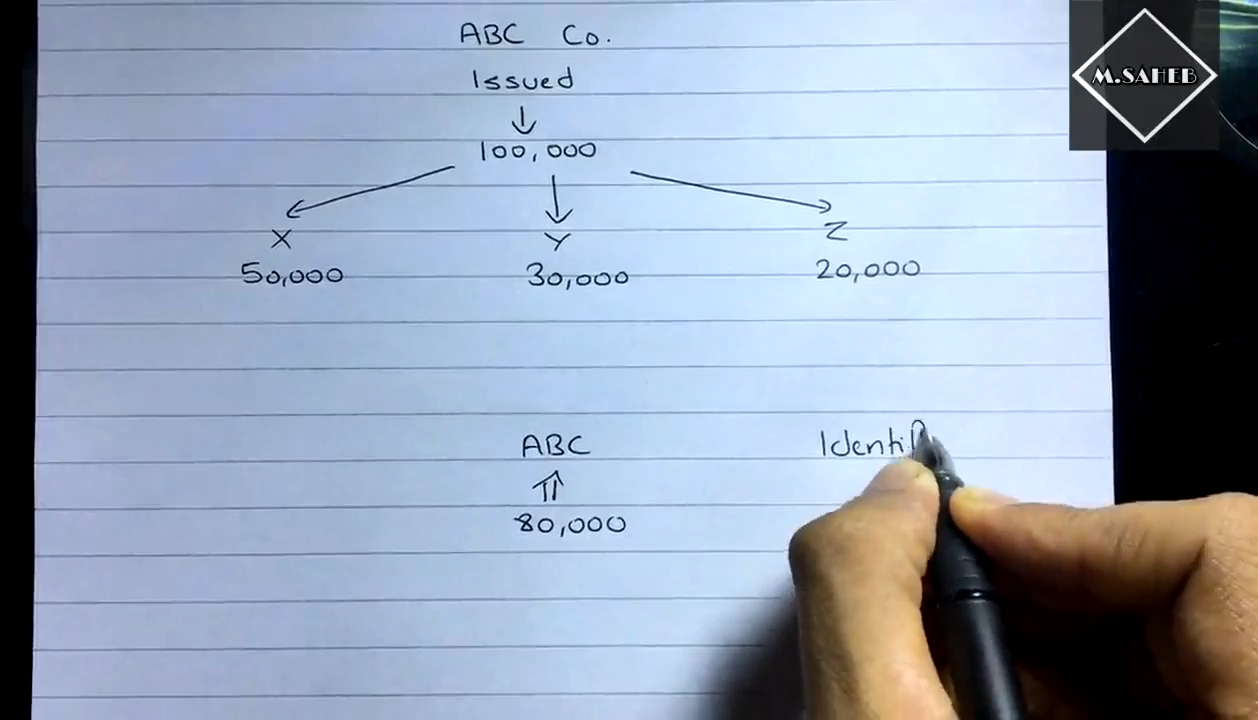 ABC Co.
Issued
100,000
X Y Z
50,000 30,000 20,000
ABC
80,000
M.SAHEB